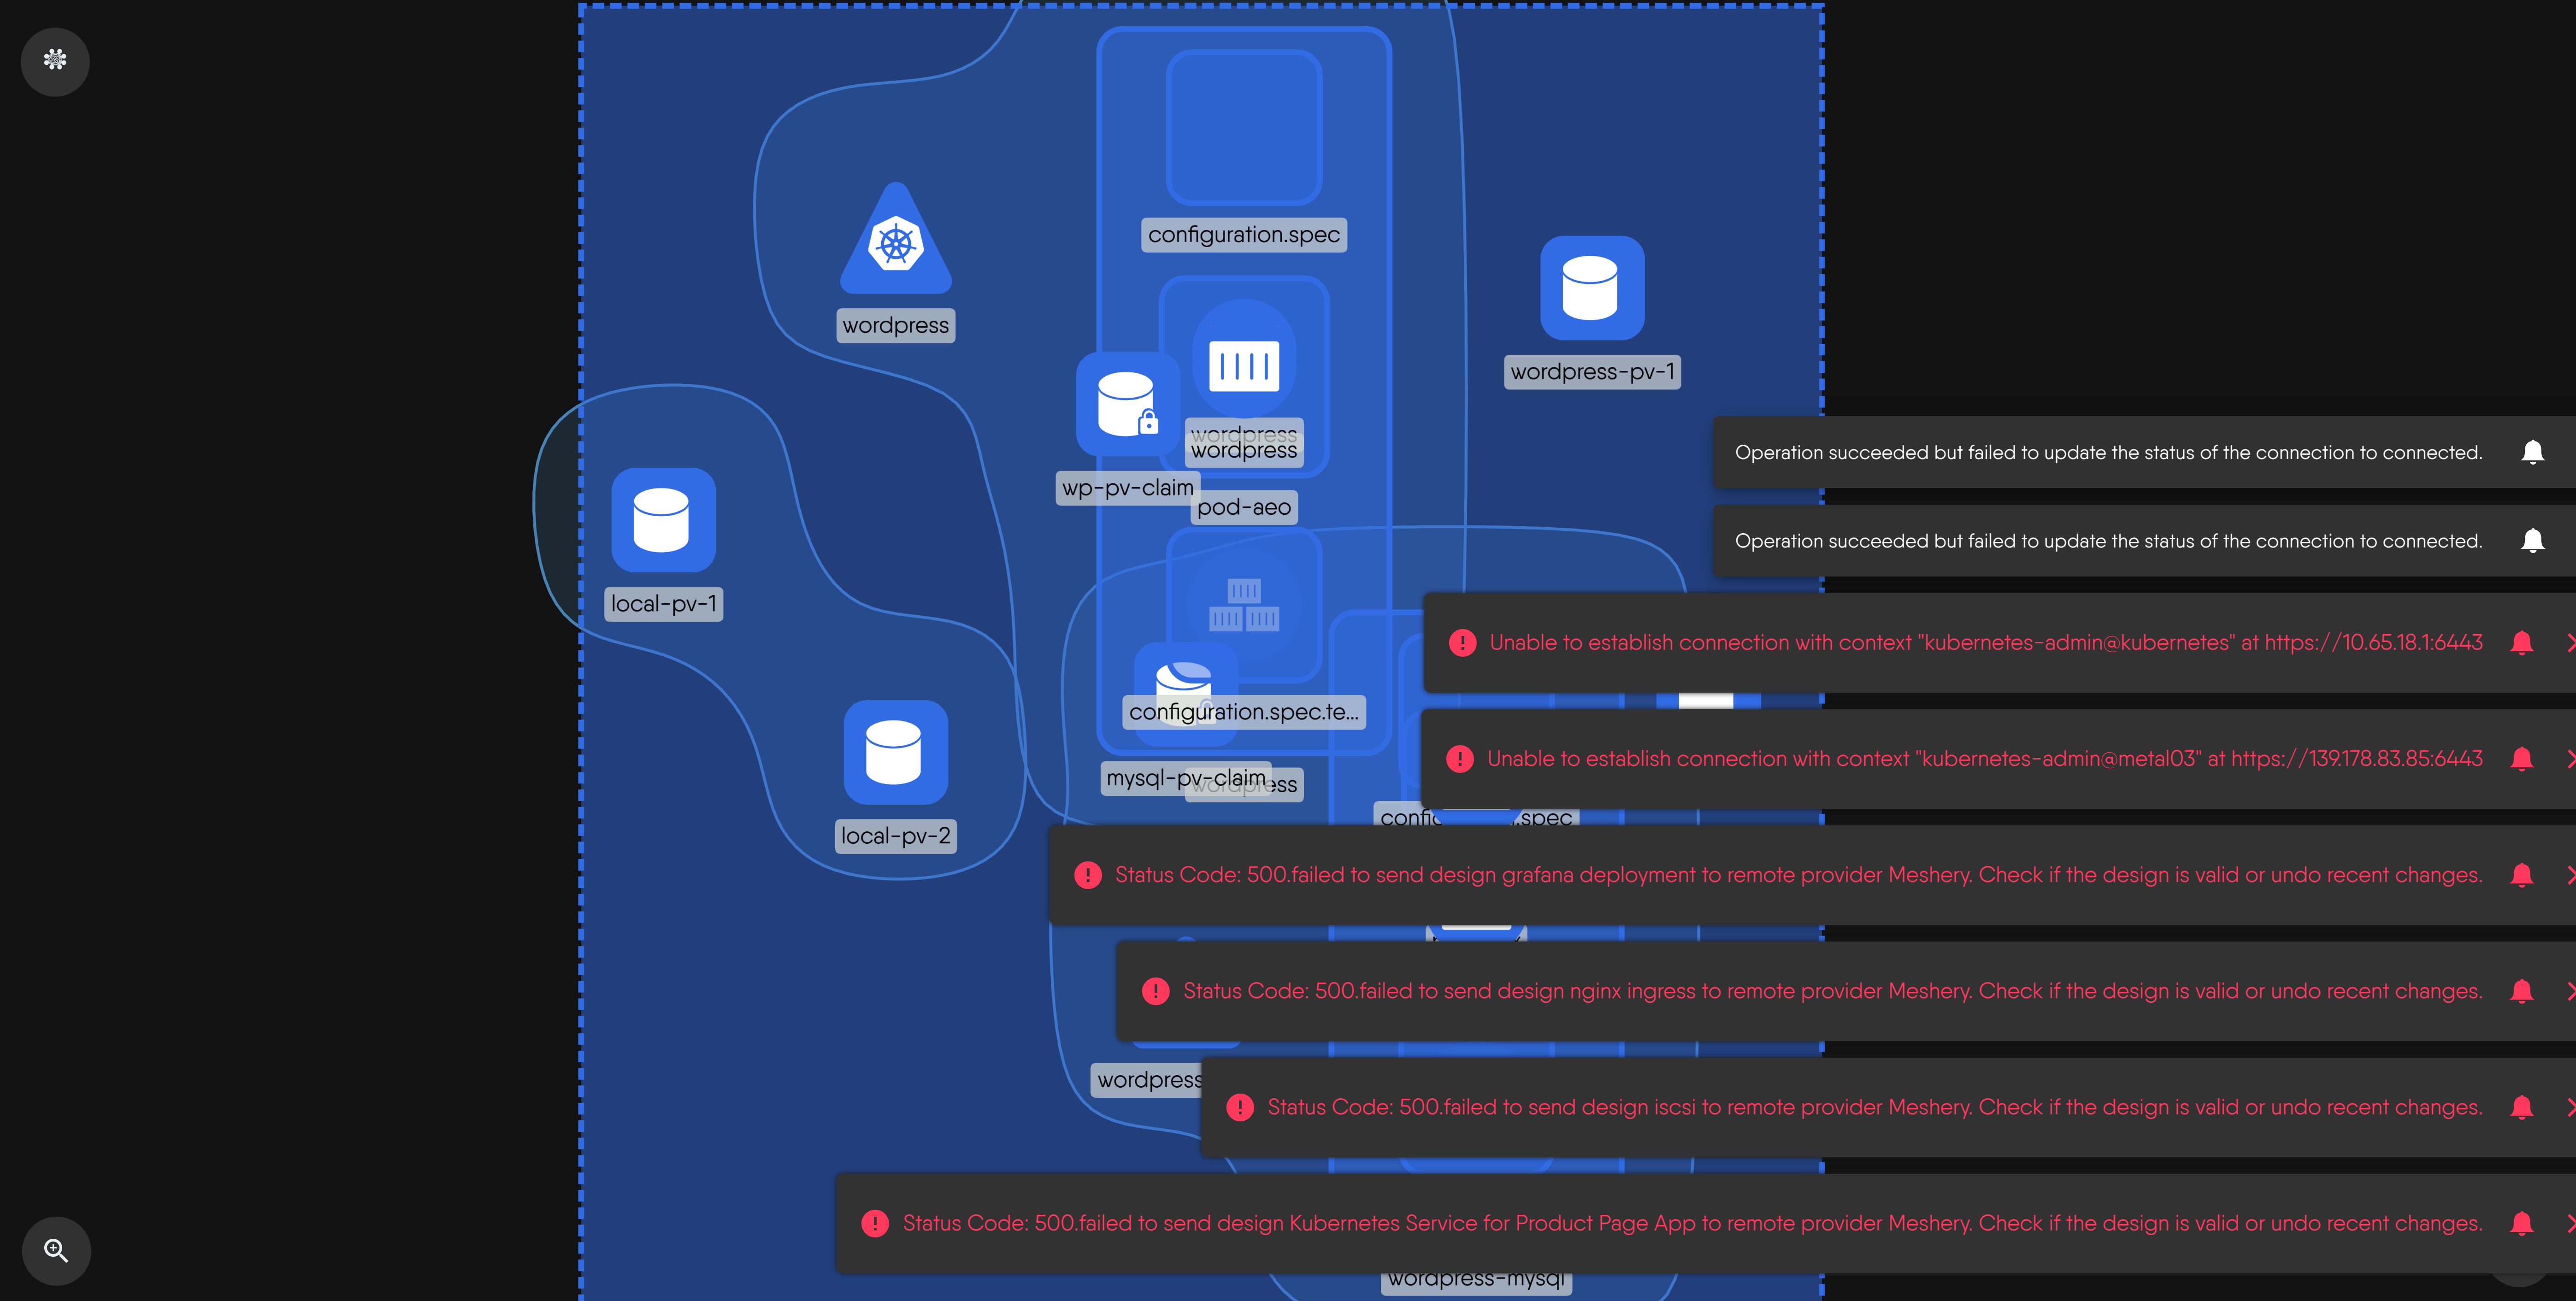 configuration.spec
wordpress
wordpress-pv-1
wordpress
wordpress
wp-pv-claim
pod-aeo
Operation succeeded but failed to update the status of the connection to connected.
Operation succeeded but failed to update the status of the connection to connected.
local-pv-1
Unable to establish connection with context "kubernetes-admin@kubernetes" at https://10.65.18.1:6443
configuration.spec.te...
Unable to establish connection with context "kubernetes-admin@metal03" at https://139.178.83.85:6443
mysql-pv-claim
wordpress
.spec
local-pv-2
Status Code: 500.failed to send design grafana deployment to remote provider Meshery. Check if the design is valid or undo recent changes.
Status Code: 500.failed to send design nginx ingress to remote provider Meshery. Check if the design is valid or undo recent changes.
wordpress
Status Code: 500.failed to send design iscsi to remote provider Meshery. Check if the design is valid or undo recent changes.
Status Code: 500.failed to send design Kubernetes Service for Product Page App to remote provider Meshery. Check if the design is valid or undo recent changes.
wordpress-mysql